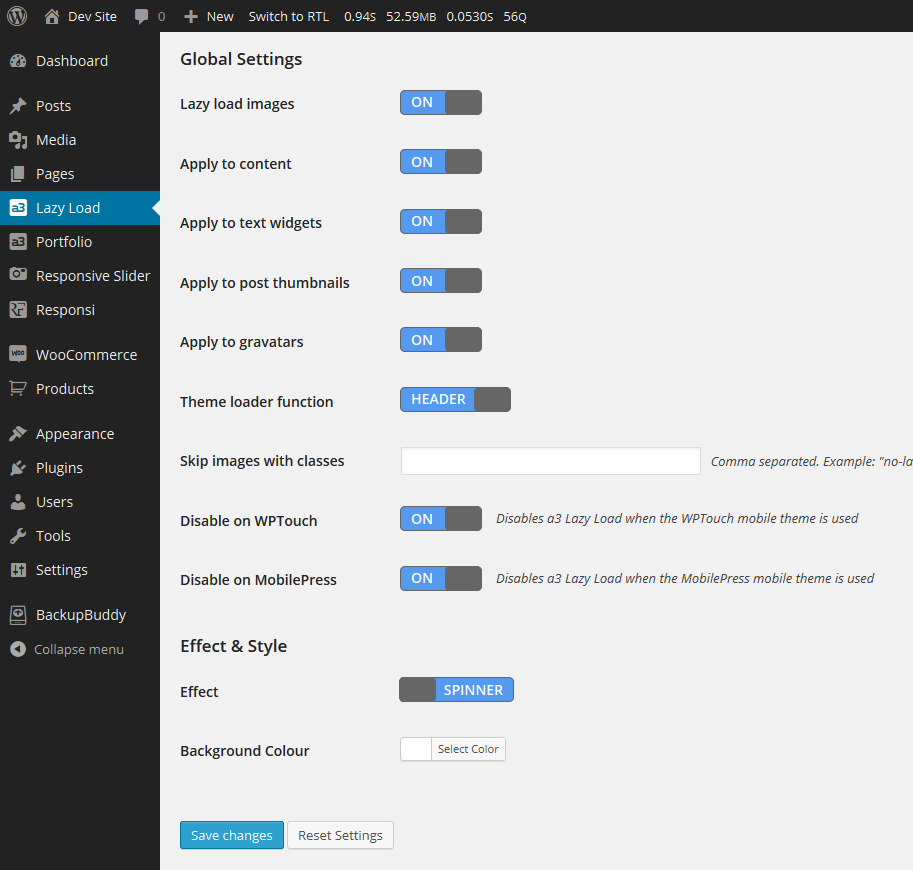 Dev Site 0 New Switch to RTL 0.94S 52.59MB 0.0530S 56Q
Dashboard
Posts
Media
Pages
a3 Lazy Load
a3 Portfolio
Responsive Slider
Responsi
Woo WooCommerce
Products
Appearance
Plugins
Users
Tools
Settings
BackupBuddy
Collapse menu
Global Settings
Lazy load images ON
Apply to content ON
Apply to text widgets ON
Apply to post thumbnails ON
Apply to gravatars ON
Theme loader function HEADER
Skip images with classes Comma separated. Example: "no-la
Disable on WPTouch ON Disables a3 Lazy Load when the WPTouch mobile theme is used
Disable on MobilePress ON Disables a3 Lazy Load when the MobilePress mobile theme is used
Effect & Style
Effect SPINNER
Background Colour Select Color
Save changes Reset Settings